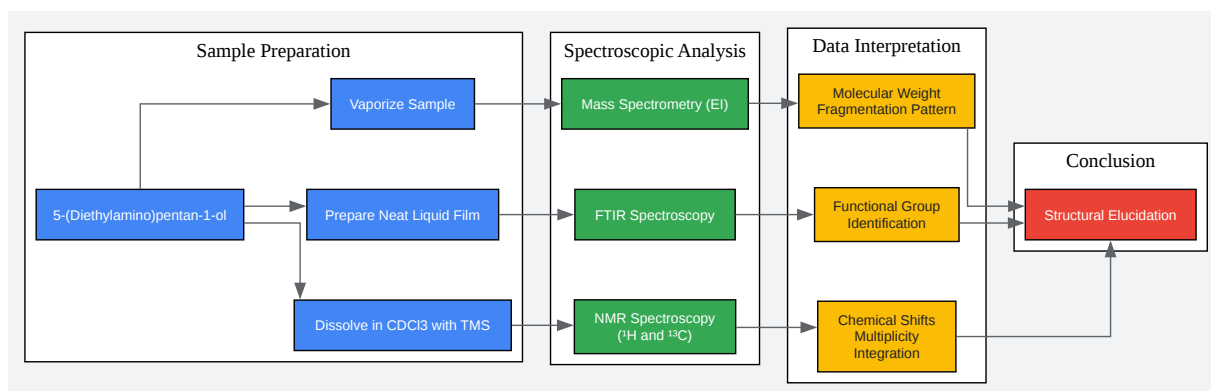 Sample Preparation
Spectroscopic Analysis
Data Interpretation
Conclusion
Vaporize Sample
Mass Spectrometry (EI)
Molecular Weight
Fragmentation Pattern
5-(Diethylamino)pentan-1-ol
Prepare Neat Liquid Film
FTIR Spectroscopy
Functional Group
Identification
Structural Elucidation
Dissolve in CDCl3 with TMS
NMR Spectroscopy
(¹H and ¹³C)
Chemical Shifts
Multiplicity
Integration